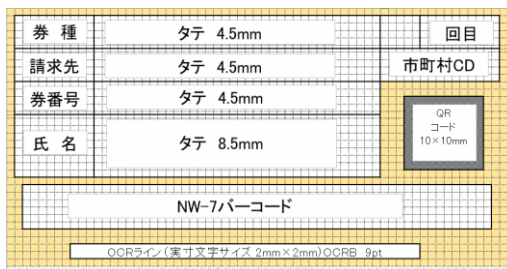 券 種 タテ 4.5mm 回目
請求先 タテ 4.5mm 市町村CD
券番号 タテ 4.5mm
QR
コード
10×10mm
氏 名 タテ 8.5mm
NW-7バーコード
OCRライン(実寸文字サイズ 2mm×2mm)OCRB 9pt